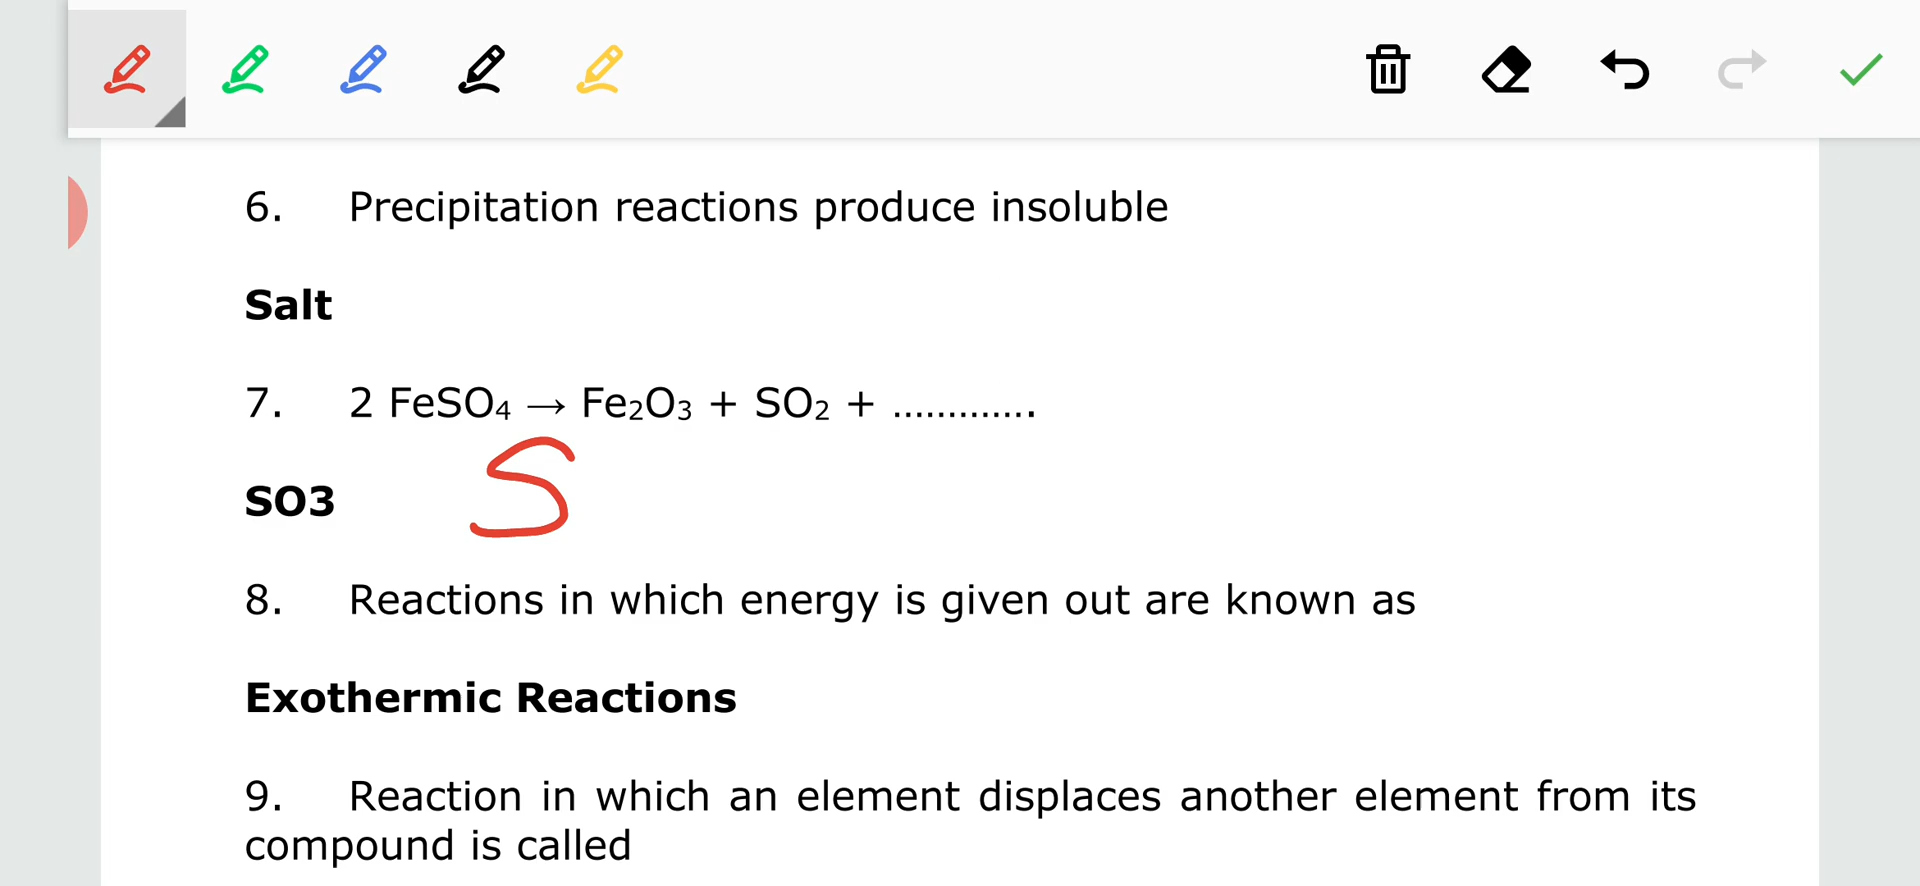 6. Precipitation reactions produce insoluble
Salt
7. 2 FeSO₄ → Fe₂O₃ + SO₂ + .............
S
SO3
8. Reactions in which energy is given out are known as
Exothermic Reactions
9. Reaction in which an element displaces another element from its
compound is called